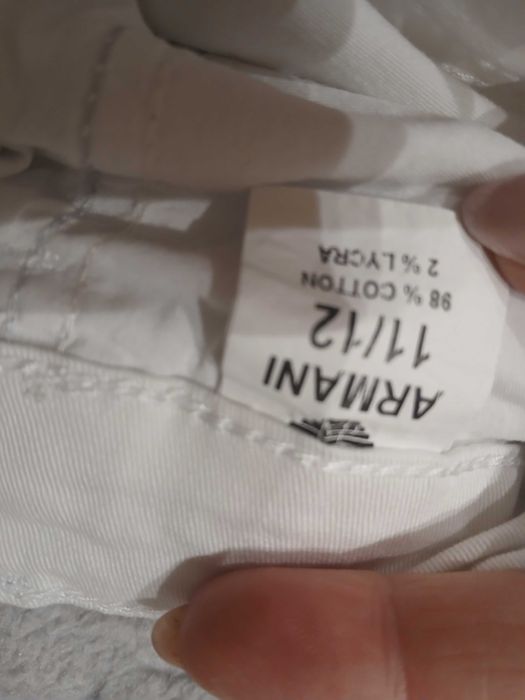 ARMANI
11/12
98 % COTTON
2 % LYCRA